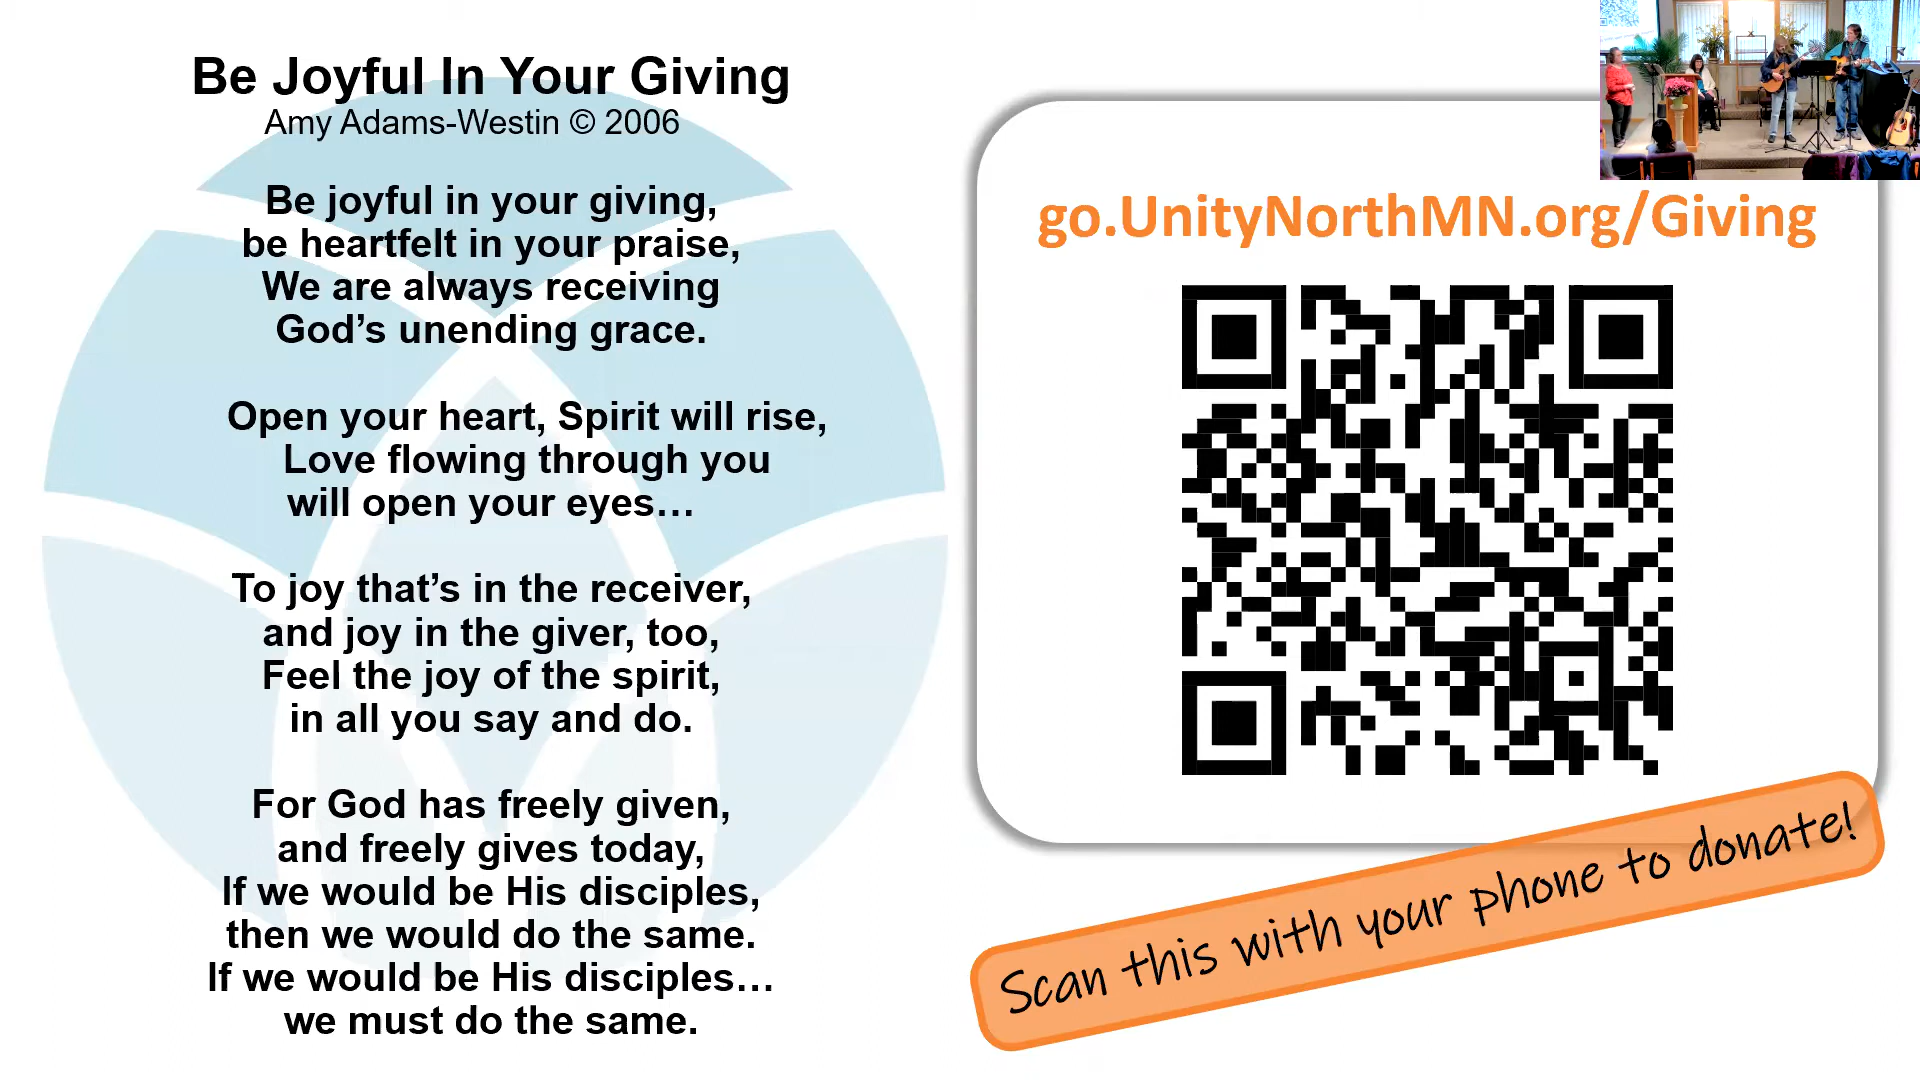 Be Joyful In Your Giving
Amy Adams-Westin © 2006
Be joyful in your giving,
be heartfelt in your praise,
We are always receiving
God’s unending grace.
Open your heart, Spirit will rise,
Love flowing through you
will open your eyes…
To joy that’s in the receiver,
and joy in the giver, too,
Feel the joy of the spirit,
in all you say and do.
For God has freely given,
and freely gives today,
If we would be His disciples,
then we would do the same.
If we would be His disciples…
we must do the same.
go.UnityNorthMN.org/Giving
Scan this with your phone to donate!